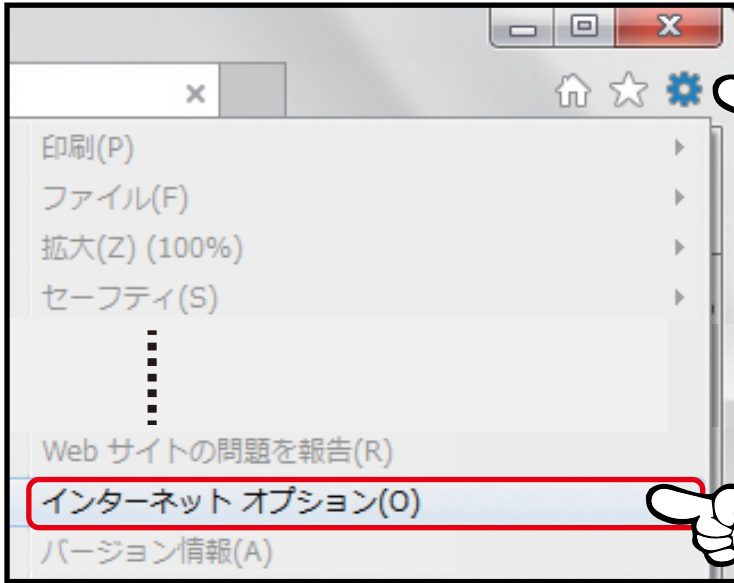 印刷(P)
ファイル(F)
拡大(Z) (100%)
セーフティ(S)
Web サイトの問題を報告(R)
インターネット オプション(O)
バージョン情報(A)